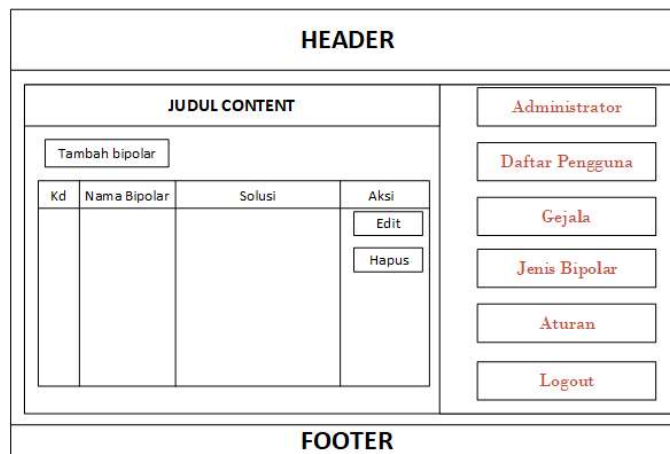 HEADER
JUDUL CONTENT
Tambah bipolar
Kd Nama Bipolar Solusi Aksi
Edit
Hapus
Administrator
Daftar Pengguna
Gejala
Jenis Bipolar
Aturan
Logout
FOOTER